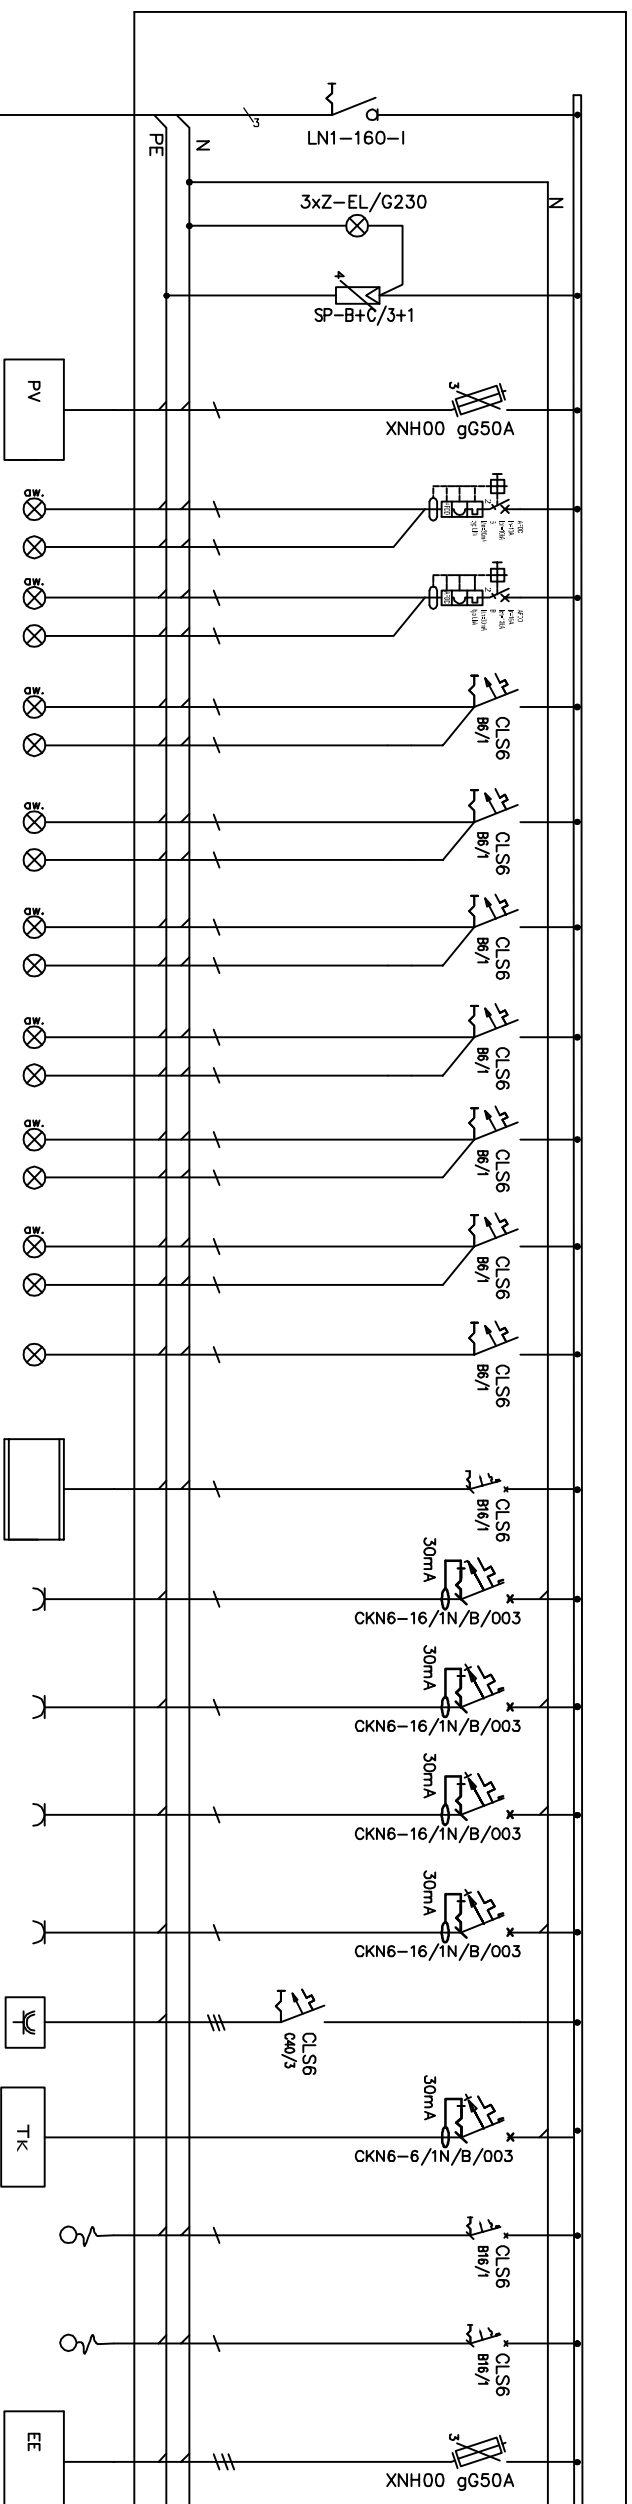 3
LN1-160-I
PE
N
N
3xZ-EL/G230
4
SP-B+C/3+1
PV
3
XNH00 gG50A
aw.
2
aw.
2
aw.
CLS6
B6/1
aw.
CLS6
B6/1
aw.
CLS6
B6/1
aw.
CLS6
B6/1
aw.
CLS6
B6/1
aw.
CLS6
B6/1
CLS6
B6/1
CLS6
B16/1
30mA
CKN6-16/1N/B/003
30mA
CKN6-16/1N/B/003
30mA
CKN6-16/1N/B/003
30mA
CKN6-16/1N/B/003
CLS6
C40/3
30mA
TK
CKN6-6/1N/B/003
CLS6
B16/1
CLS6
B16/1
EE
3
XNH00 gG50A